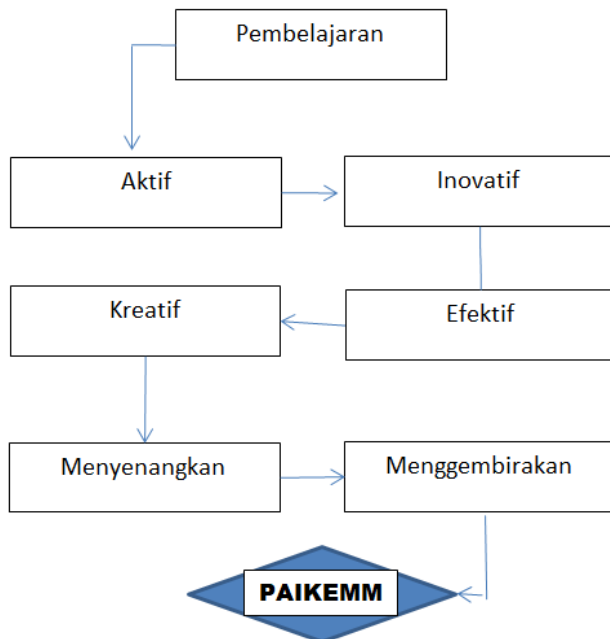 Pembelajaran
Aktif
Inovatif
Efektif
Kreatif
Menyenangkan
Menggembirakan
PAIKEMM